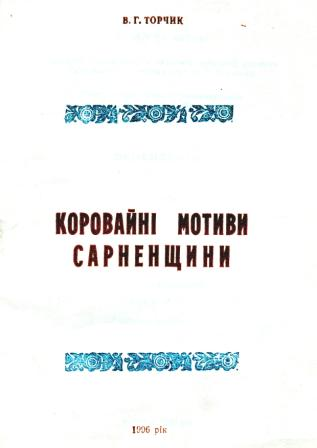 В. Г. ТОРЧИК
КОРОВАЙНІ МОТИВИ
САРНЕНЩИНИ
1996 рік